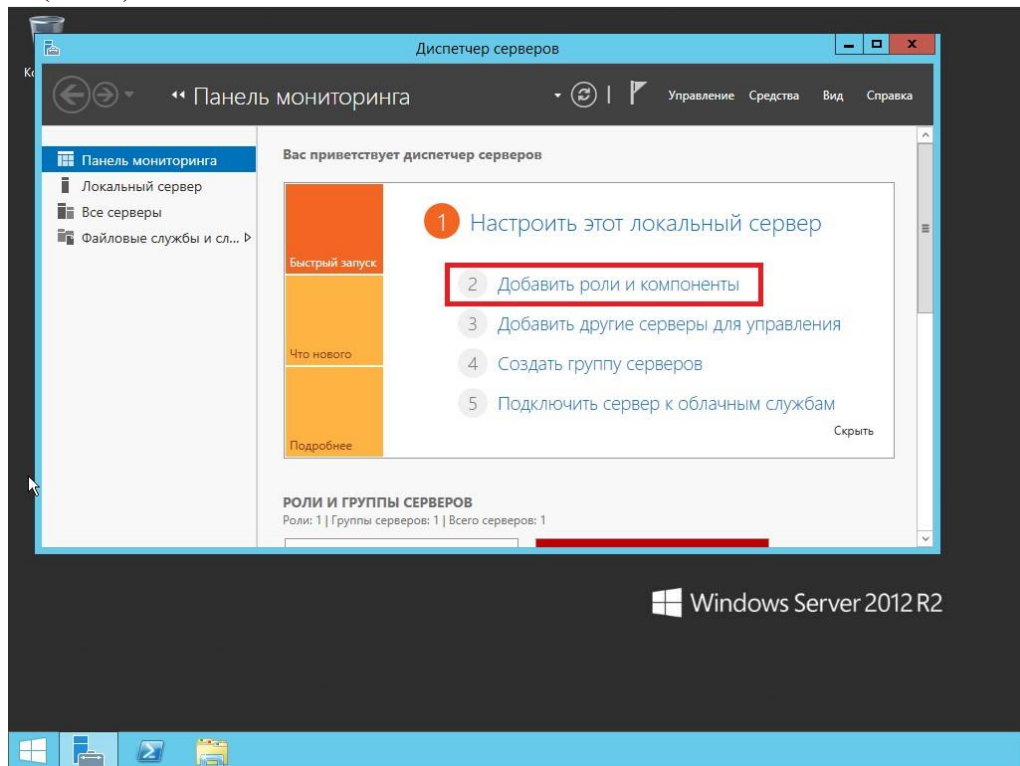 Диспетчер серверов
Панель мониторинга
Управление Средства Вид Справка
Панель мониторинга
Локальный сервер
Все серверы
Файловые службы и сл...
Вас приветствует диспетчер серверов
Быстрый запуск
Что нового
Подробнее
1 Настроить этот локальный сервер
2 Добавить роли и компоненты
3 Добавить другие серверы для управления
4 Создать группу серверов
5 Подключить сервер к облачным службам
Скрыть
РОЛИ И ГРУППЫ СЕРВЕРОВ
Роли: 1 | Группы серверов: 1 | Всего серверов: 1
Windows Server 2012 R2